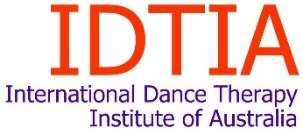 IDTIA
International Dance Therapy
Institute of Australia